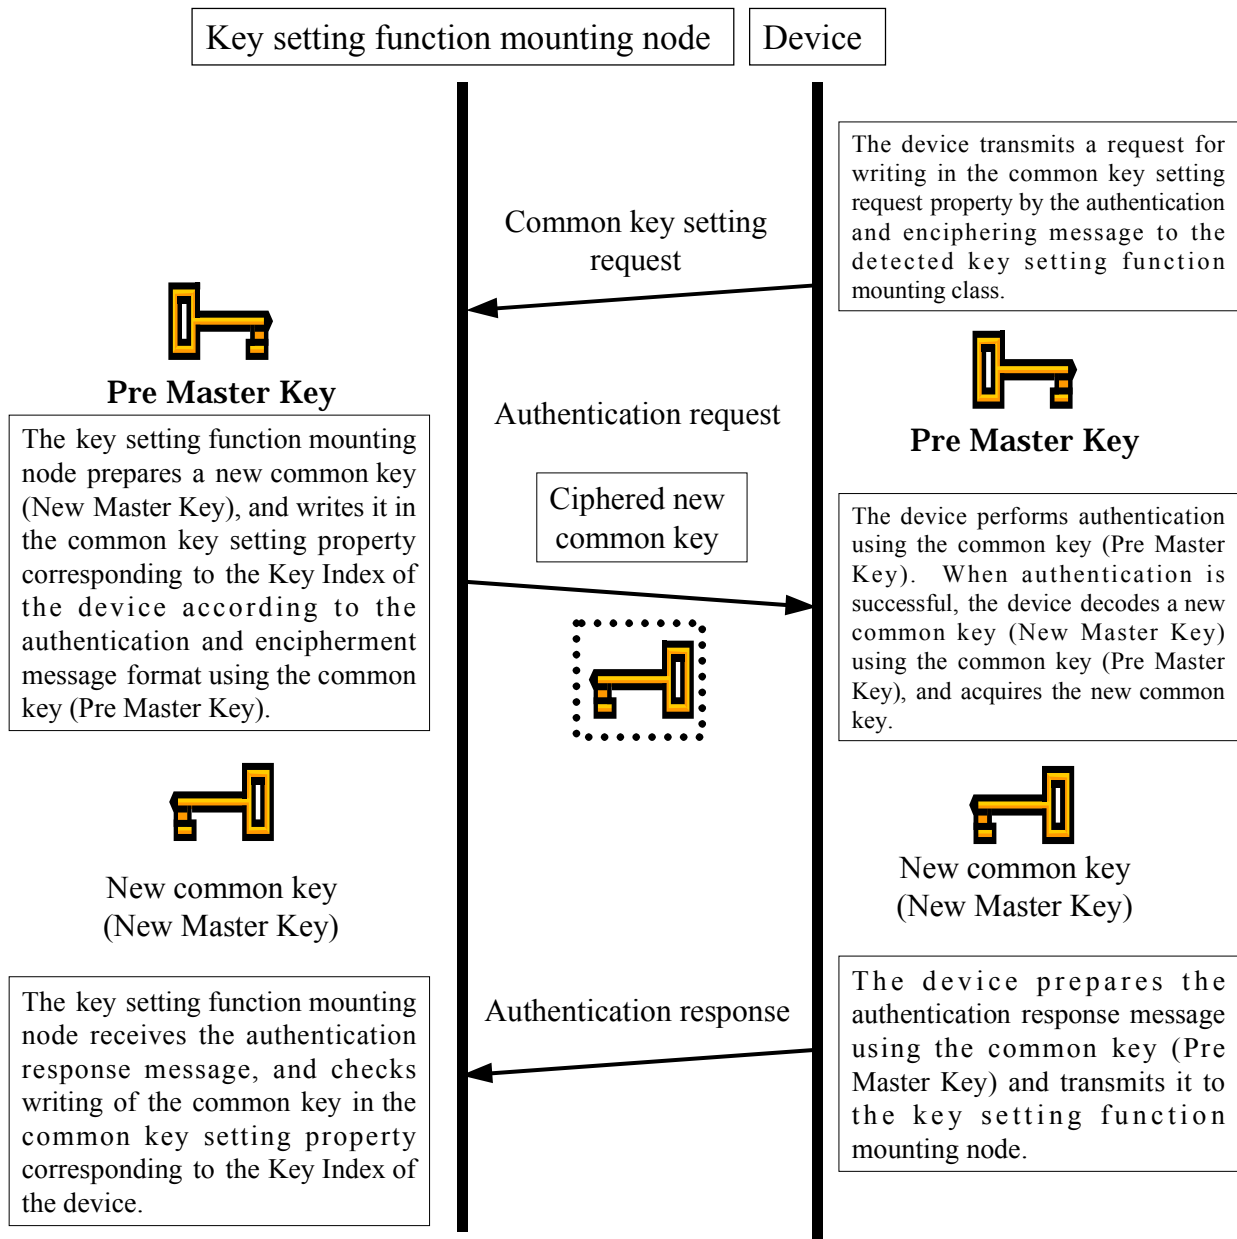 Key setting function mounting node
Device
The device transmits a request for
writing in the common key setting
request property by the authentication
and enciphering message to the
detected key setting function
mounting class.
Common key setting
request
Pre Master Key
Pre Master Key
Authentication request
The key setting function mounting
node prepares a new common key
(New Master Key), and writes it in
the common key setting property
corresponding to the Key Index of
the device according to the
authentication and encipherment
message format using the common
key (Pre Master Key).
Ciphered new
common key
The device performs authentication
using the common key (Pre Master
Key). When authentication is
successful, the device decodes a new
common key (New Master Key)
using the common key (Pre Master
Key), and acquires the new common
key.
New common key
(New Master Key)
New common key
(New Master Key)
The key setting function mounting
node receives the authentication
response message, and checks
writing of the common key in the
common key setting property
corresponding to the Key Index of
the device.
Authentication response
The device prepares the
authentication response message
using the common key (Pre
Master Key) and transmits it to
the key setting function
mounting node.